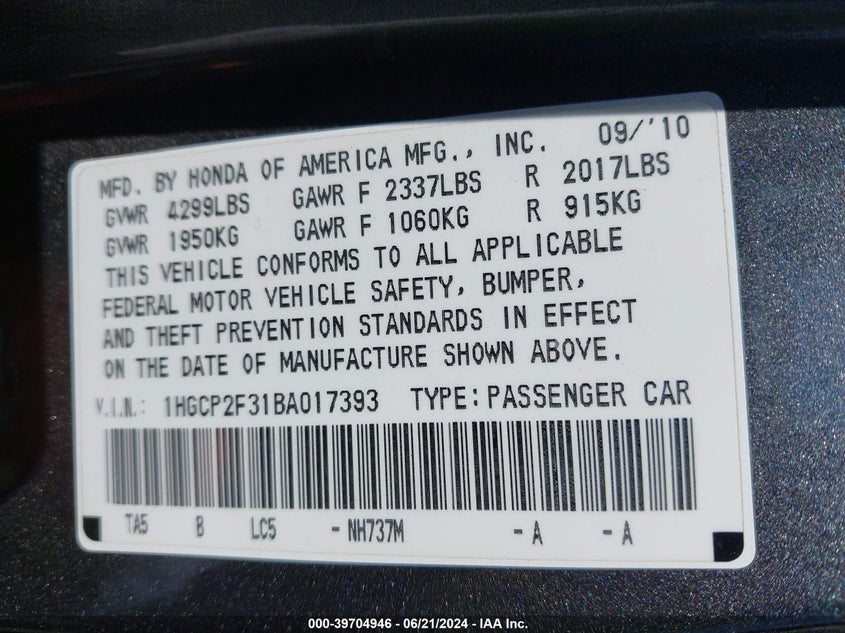 MFD. BY HONDA OF AMERICA MFG., INC. 09/'10
GVWR 4299LBS GAWR F 2337LBS R 2017LBS
GVWR 1950KG GAWR F 1060KG R 915KG
THIS VEHICLE CONFORMS TO ALL APPLICABLE
FEDERAL MOTOR VEHICLE SAFETY, BUMPER,
AND THEFT PREVENTION STANDARDS IN EFFECT
ON THE DATE OF MANUFACTURE SHOWN ABOVE.
V.I.N.: 1HGCP2F31BA017393 TYPE: PASSENGER CAR
TA5 B LC5 - NH737M - A - A
000-39704946 - 06/21/2024 - IAA Inc.